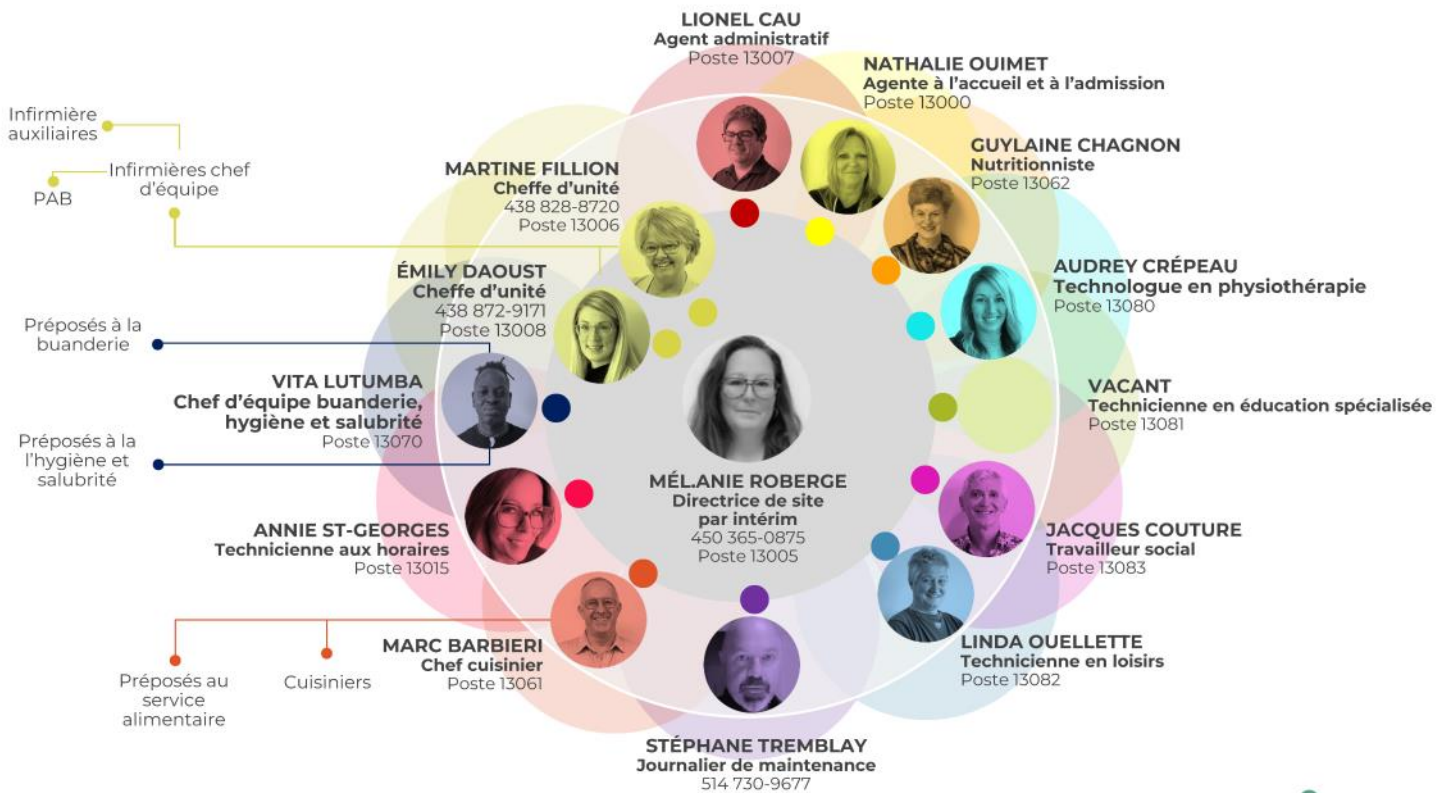 LIONEL CAU
Agent administratif
Poste 13007
NATHALIE OUIMET
Agente à l'accueil et à l'admission
Poste 13000
GUYLAINE CHAGNON
Nutritionniste
Poste 13062
AUDREY CRÉPEAU
Technologue en physiothérapie
Poste 13080
VACANT
Technicienne en éducation spécialisée
Poste 13081
JACQUES COUTURE
Travailleur social
Poste 13083
LINDA OUELLETTE
Technicienne en loisirs
Poste 13082
STÉPHANE TREMBLAY
Journalier de maintenance
514 730-9677
MARC BARBIERI
Chef cuisinier
Poste 13061
Cuisiniers
Préposés au
service
alimentaire
ANNIE ST-GEORGES
Technicienne aux horaires
Poste 13015
VITA LUTUMBA
Chef d'équipe buanderie,
hygiène et salubrité
Poste 13070
Préposés à la
buanderie
Préposés à la
l'hygiène et
salubrité
ÉMILY DAOUST
Cheffe d'unité
438 872-9171
Poste 13008
MARTINE FILLION
Cheffe d'unité
438 828-8720
Poste 13006
Infirmière
auxiliaires
Infirmières chef
d'équipe
PAB
MÉL.ANIE ROBERGE
Directrice de site
par intérim
450 365-0875
Poste 13005